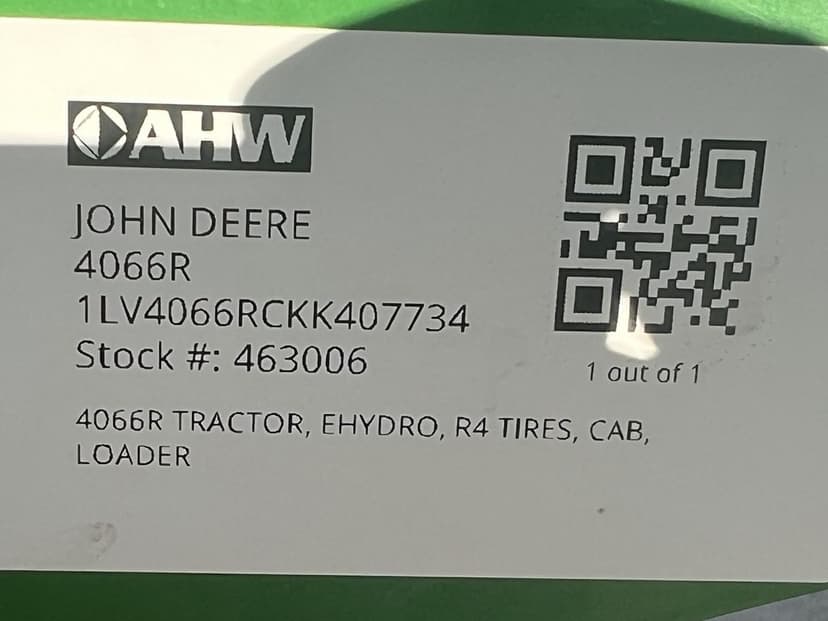 AHW
JOHN DEERE
4066R
1LV4066RCKK407734
Stock #: 463006
1 out of 1
4066R TRACTOR, EHYDRO, R4 TIRES, CAB,
LOADER